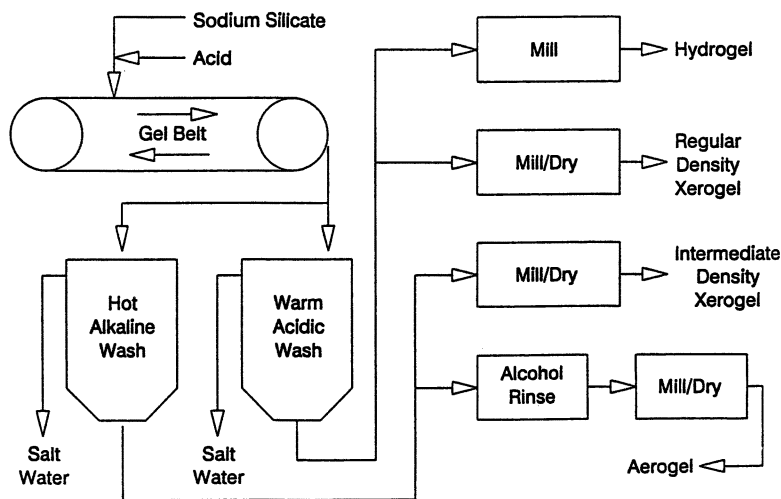 Sodium Silicate
Acid
Gel Belt
Hot
Alkaline
Wash
Warm
Acidic
Wash
Salt
Water
Salt
Water
Mill
Hydrogel
Mill/Dry
Regular
Density
Xerogel
Mill/Dry
Intermediate
Density
Xerogel
Alcohol
Rinse
Mill/Dry
Aerogel